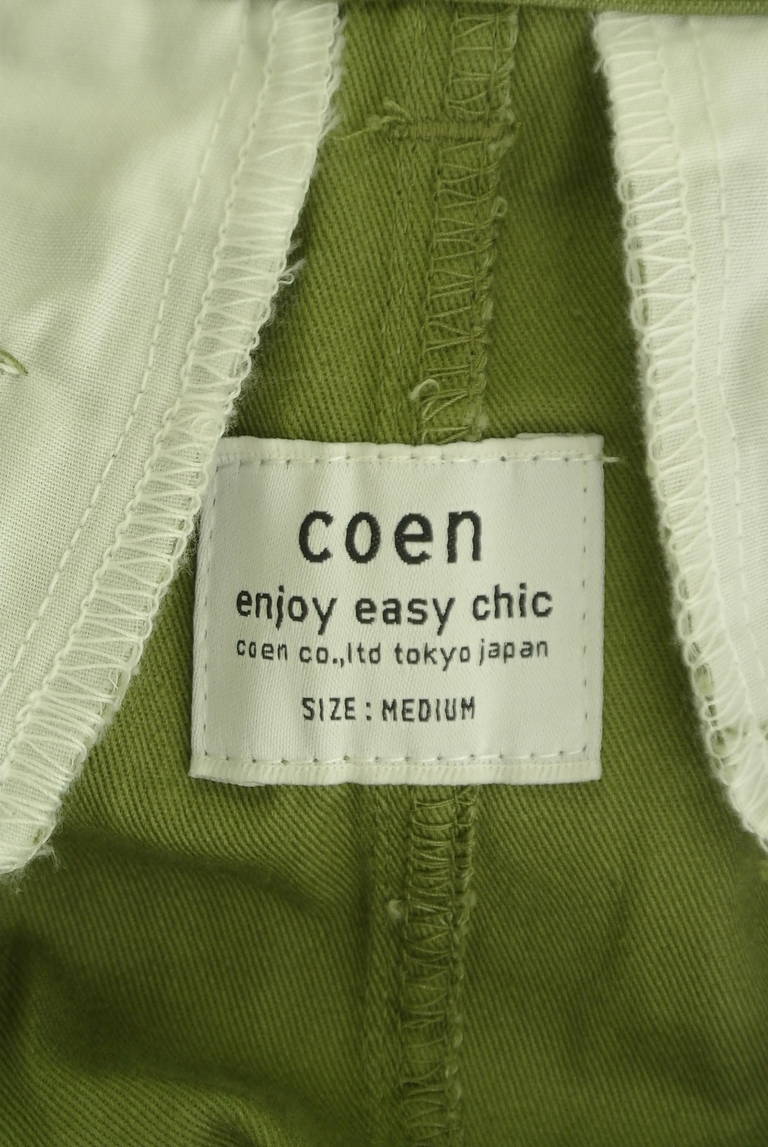 coen
enjoy easy chic
coen co.,ltd tokyo japan
SIZE : MEDIUM